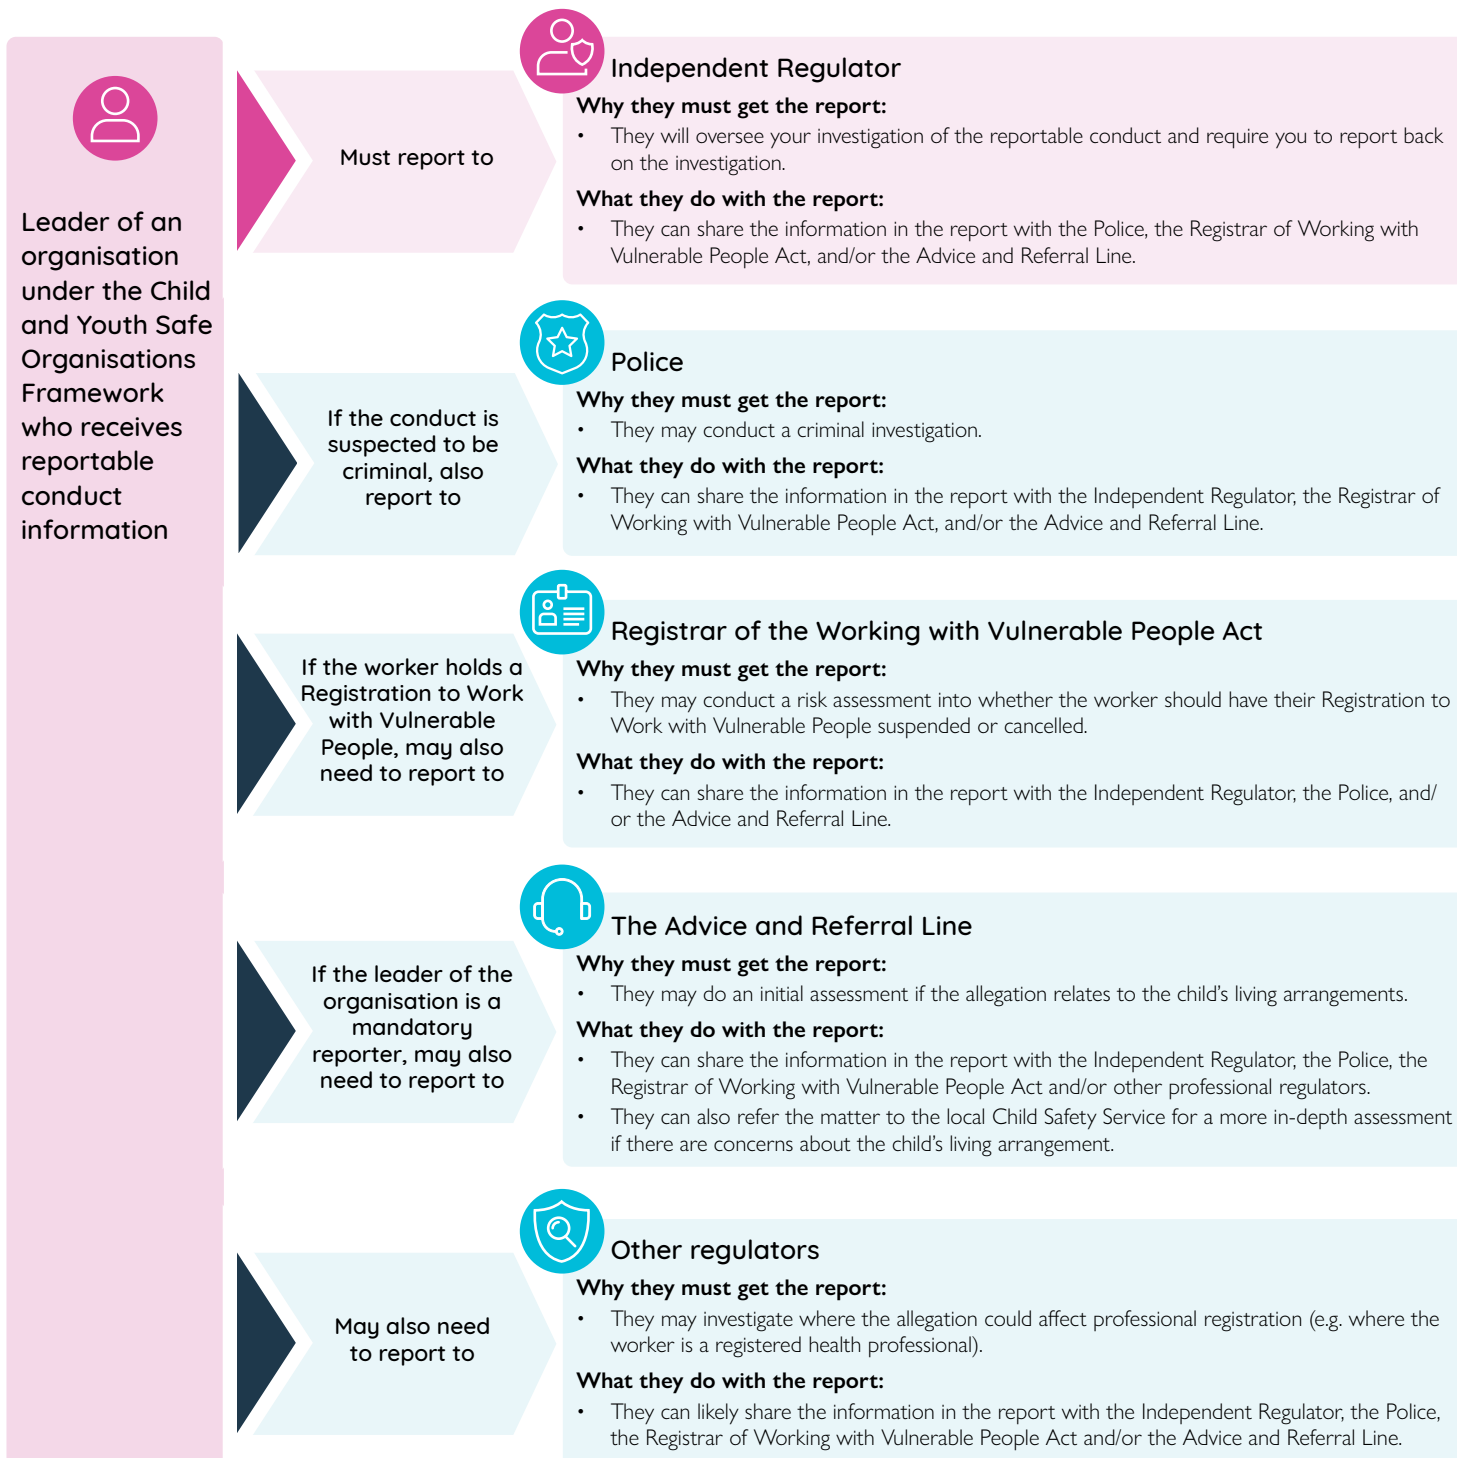 Leader of an
organisation
under the Child
and Youth Safe
Organisations
Framework
who receives
reportable
conduct
information
Must report to
Independent Regulator
Why they must get the report:
• They will oversee your investigation of the reportable conduct and require you to report back
on the investigation.
What they do with the report:
• They can share the information in the report with the Police, the Registrar of Working with
Vulnerable People Act, and/or the Advice and Referral Line.
If the conduct is
suspected to be
criminal, also
report to
Police
Why they must get the report:
• They may conduct a criminal investigation.
What they do with the report:
• They can share the information in the report with the Independent Regulator, the Registrar of
Working with Vulnerable People Act, and/or the Advice and Referral Line.
If the worker holds a
Registration to Work
with Vulnerable
People, may also
need to report to
Registrar of the Working with Vulnerable People Act
Why they must get the report:
• They may conduct a risk assessment into whether the worker should have their Registration to
Work with Vulnerable People suspended or cancelled.
What they do with the report:
• They can share the information in the report with the Independent Regulator, the Police, and/
or the Advice and Referral Line.
If the leader of the
organisation is a
mandatory
reporter, may also
need to report to
The Advice and Referral Line
Why they must get the report:
• They may do an initial assessment if the allegation relates to the child’s living arrangements.
What they do with the report:
• They can share the information in the report with the Independent Regulator, the Police, the
Registrar of Working with Vulnerable People Act and/or other professional regulators.
• They can also refer the matter to the local Child Safety Service for a more in-depth assessment
if there are concerns about the child’s living arrangement.
May also need
to report to
Other regulators
Why they must get the report:
• They may investigate where the allegation could affect professional registration (e.g. where the
worker is a registered health professional).
What they do with the report:
• They can likely share the information in the report with the Independent Regulator, the Police,
the Registrar of Working with Vulnerable People Act and/or the Advice and Referral Line.